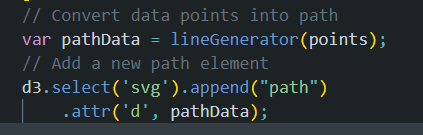 // Convert data points into path
var pathData = lineGenerator(points);
// Add a new path element
d3.select('svg').append("path")
.attr('d', pathData);